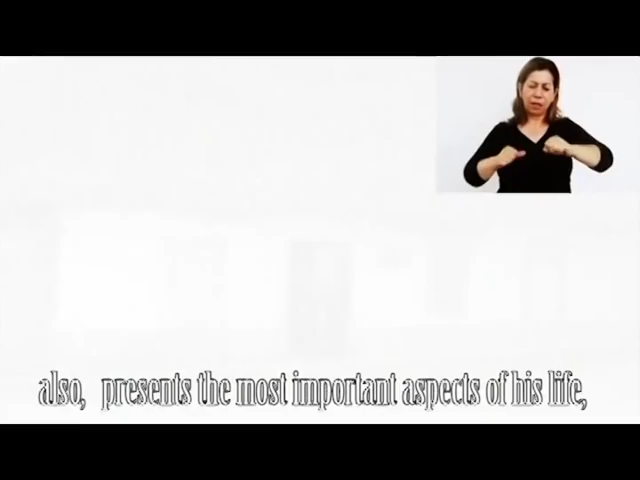 also, presents the most important aspects of his life,